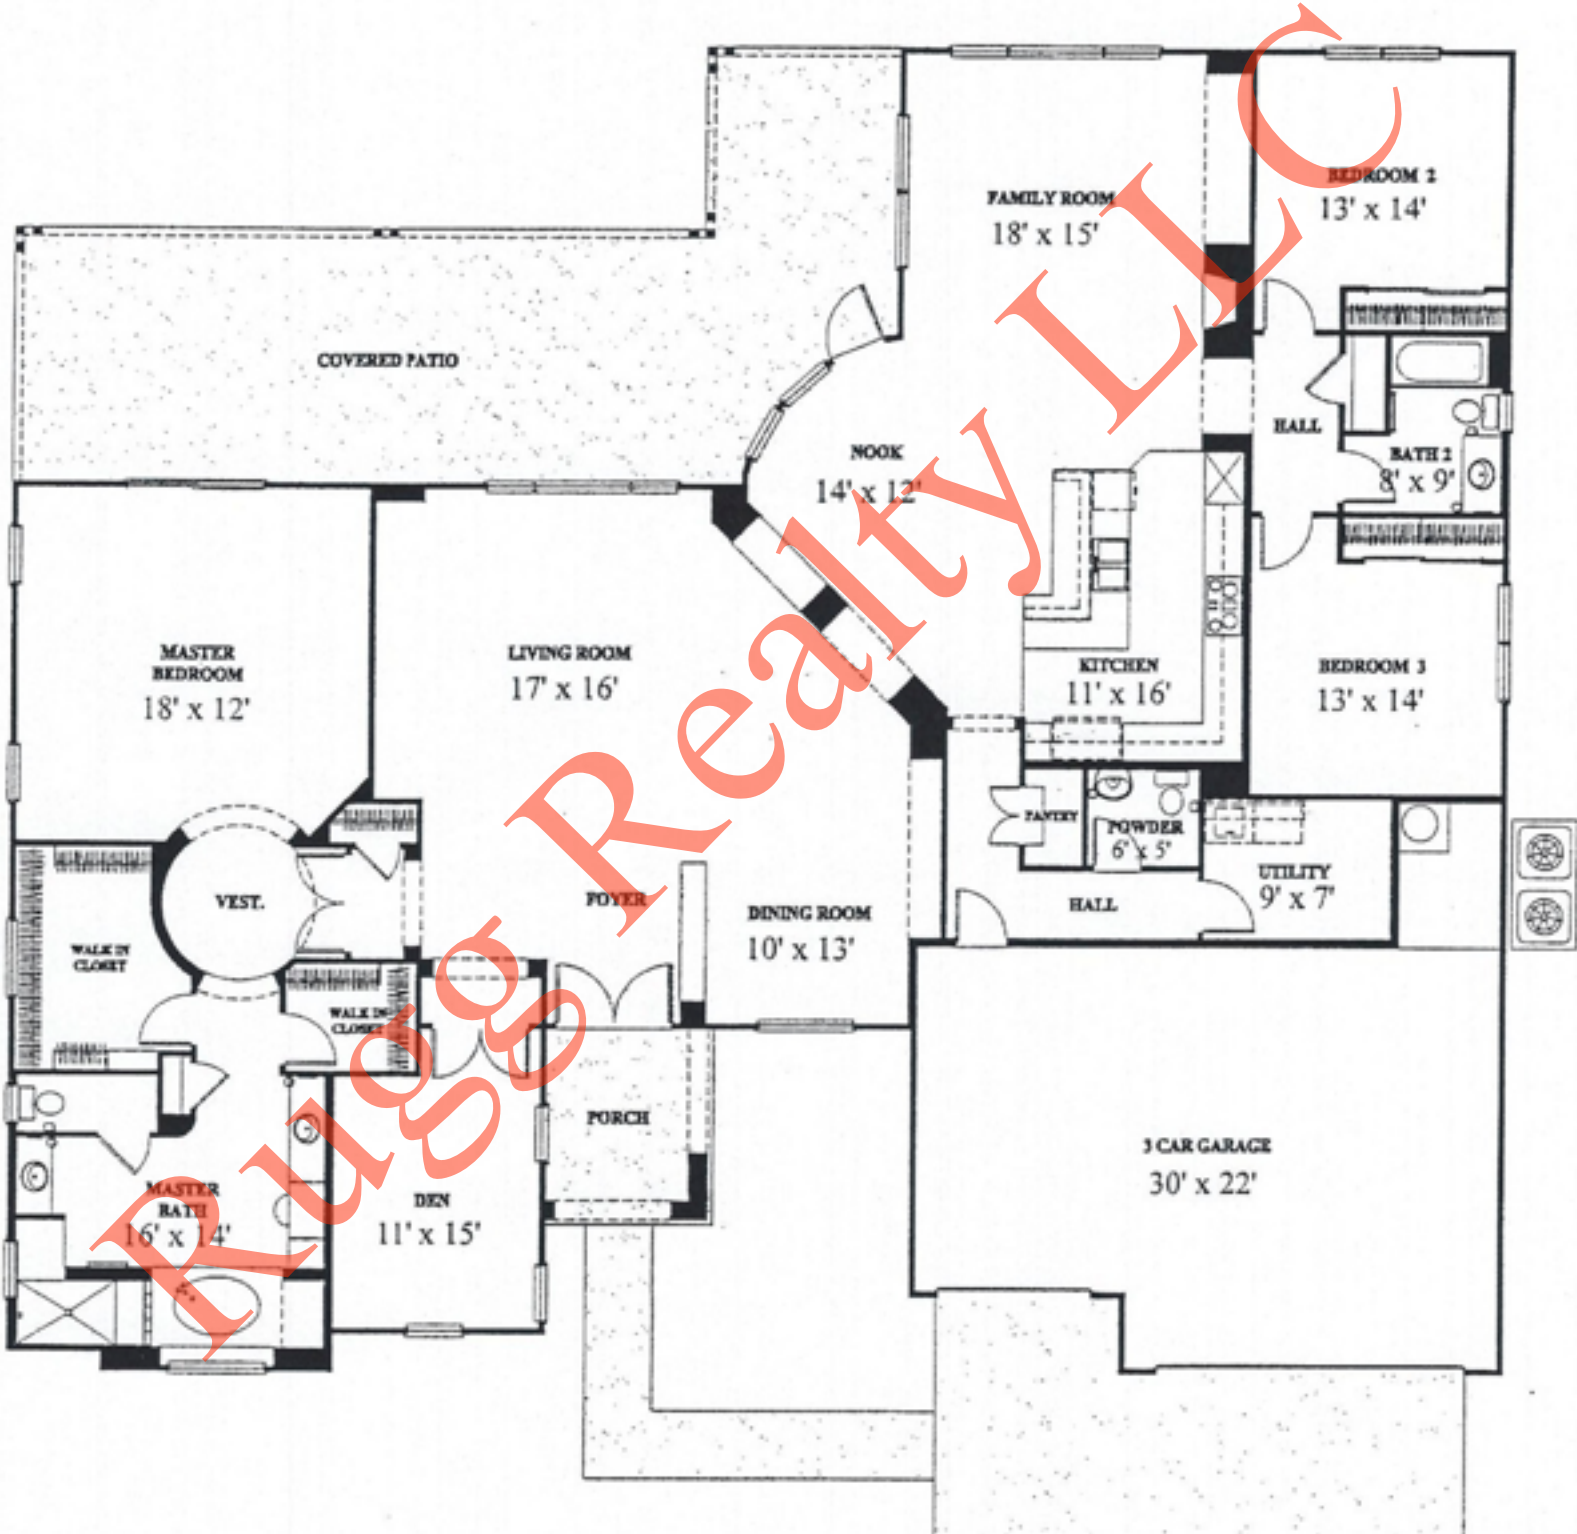 FAMILY ROOM
18' x 15'
BEDROOM 2
13' x 14'
COVERED PATIO
HALL
NOOK
14' x 12'
BATH 2
8' x 9'
MASTER
BEDROOM
18' x 12'
LIVING ROOM
17' x 16'
KITCHEN
11' x 16'
BEDROOM 3
13' x 14'
PANTRY
POWDER
6' x 5'
UTILITY
9' x 7'
VEST.
FOYER
DINING ROOM
10' x 13'
HALL
WALK IN
CLOSET
WALK IN
CLOSET
PORCH
3 CAR GARAGE
30' x 22'
MASTER
BATH
16' x 14'
DEN
11' x 15'
Rugg Realty LLC